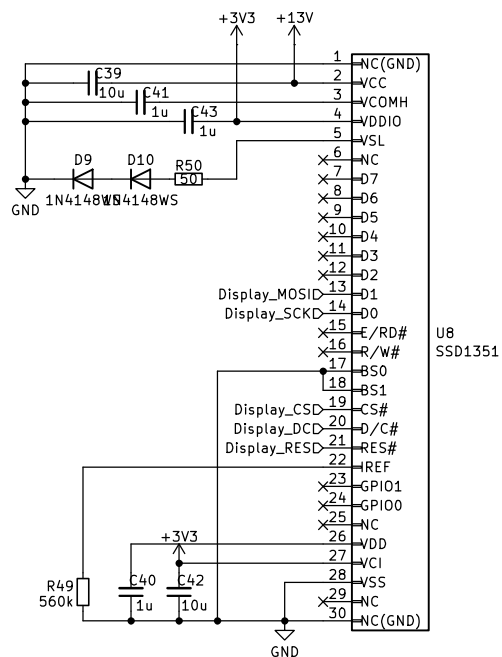 +3V3 +13V
1 NC(GND)
C39 10u 2 VCC
C41 1u 3 VCOMH
C43 1u 4 VDDIO
5 VSL
6 NC
D9 D10 R50 7 D7
50
1N4148WS 1N4148WS 8 D6
GND 9 D5
10 D4
11 D3
12 D2
Display_MOSI 13 D1
Display_SCK 14 D0
15 E/RD# U8
16 R/W# SSD1351
17 BS0
18 BS1
Display_CS 19 CS#
Display_DC 20 D/C#
Display_RES 21 RES#
22 IREF
23 GPIO1
24 GPIO0
25 NC
+3V3 26 VDD
27 VCI
R49 C40 C42 28 VSS
560k 1u 10u 29 NC
30 NC(GND)
GND